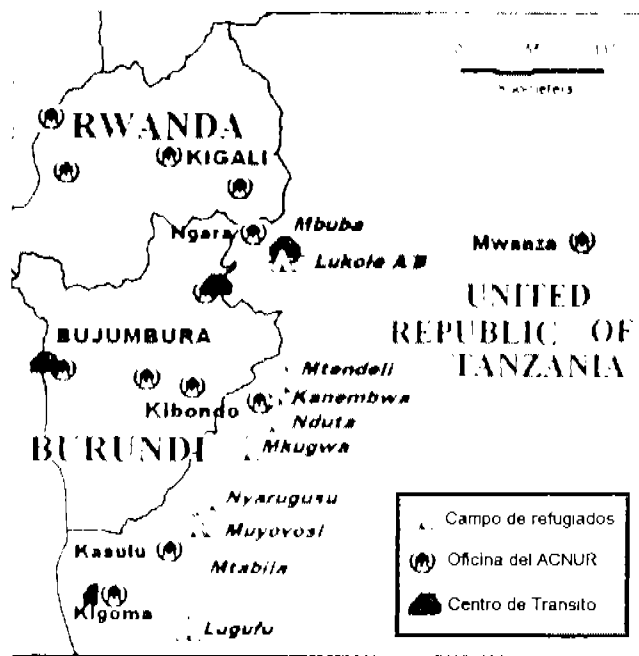 RWANDA
KIGALI
Ngara
Mbuba
Lukole A B
Mwanza
UNITED
REPUBLIC OF
TANZANIA
BUJUMBURA
Mtendeli
Kanembwa
Kibondo
Nduta
Mkugwa
BURUNDI
Nyarugusu
Muyovosi
Kasulu
Mtabila
Kigoma
Lugufu
Campo de refugiados
Oficina del ACNUR
Centro de Transito